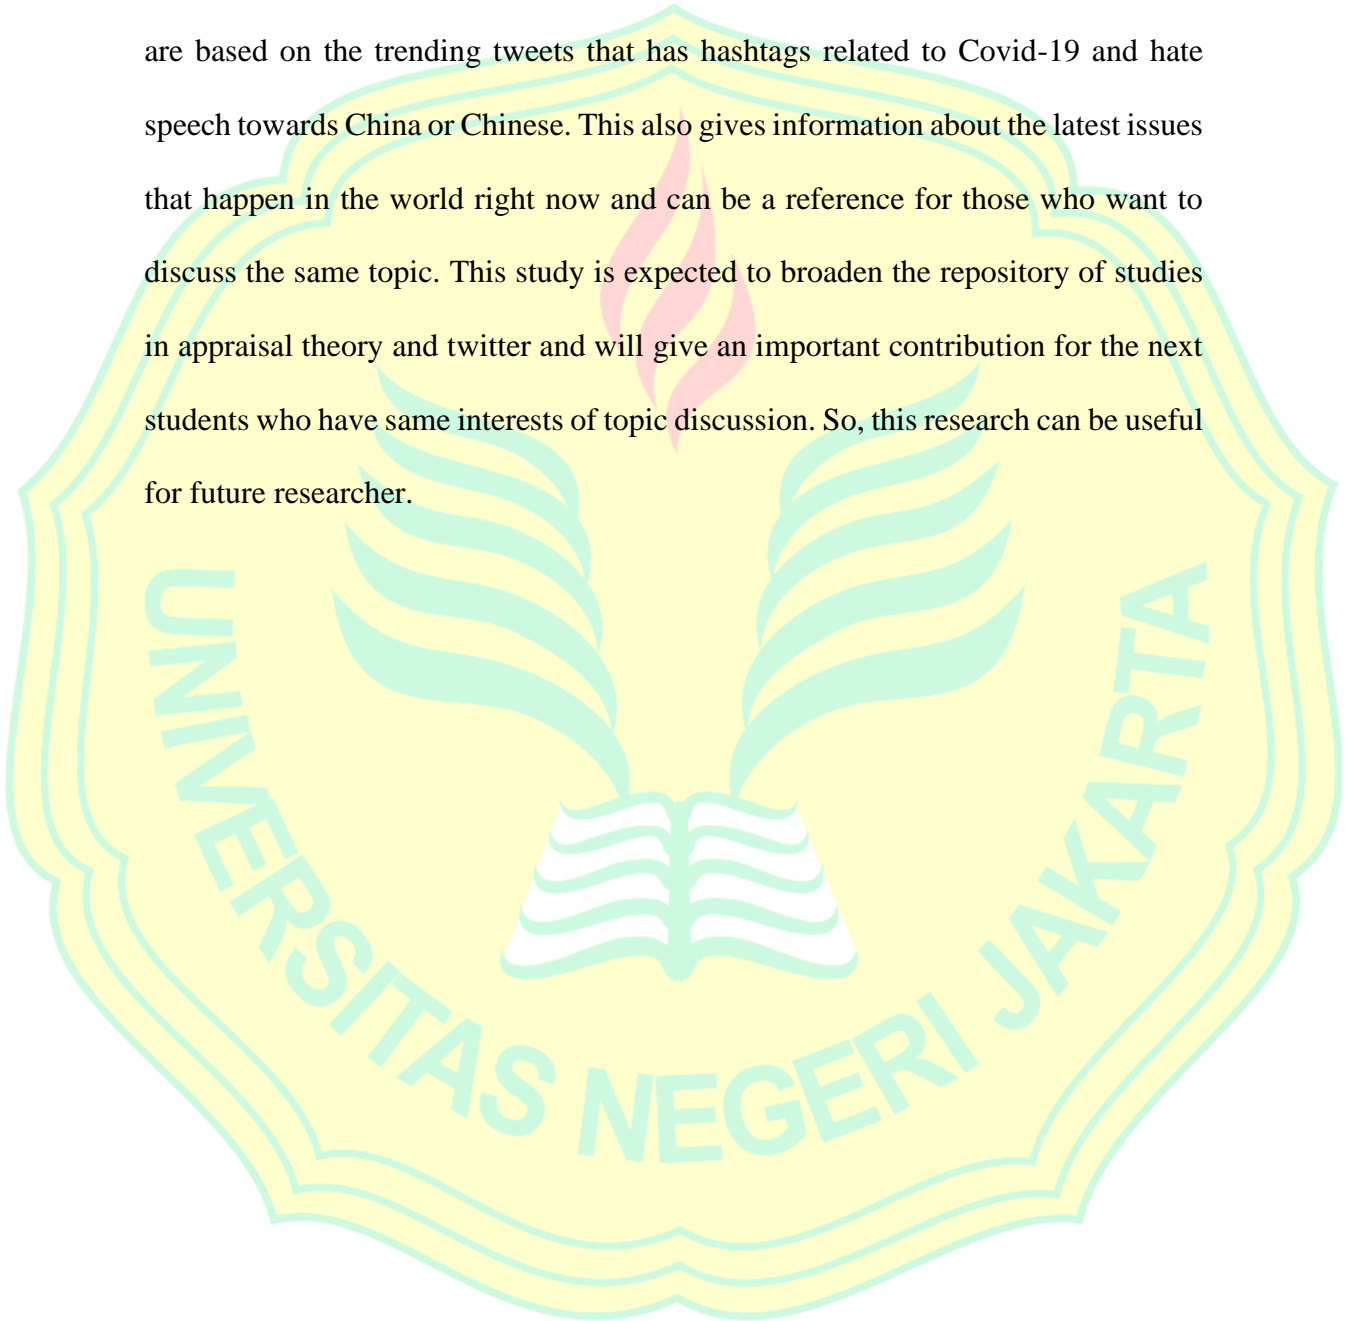 are based on the trending tweets that has hashtags related to Covid-19 and hate
speech towards China or Chinese. This also gives information about the latest issues
that happen in the world right now and can be a reference for those who want to
discuss the same topic. This study is expected to broaden the repository of studies
in appraisal theory and twitter and will give an important contribution for the next
students who have same interests of topic discussion. So, this research can be useful
for future researcher.
UNIVERSITAS NEGERI JAKARTA